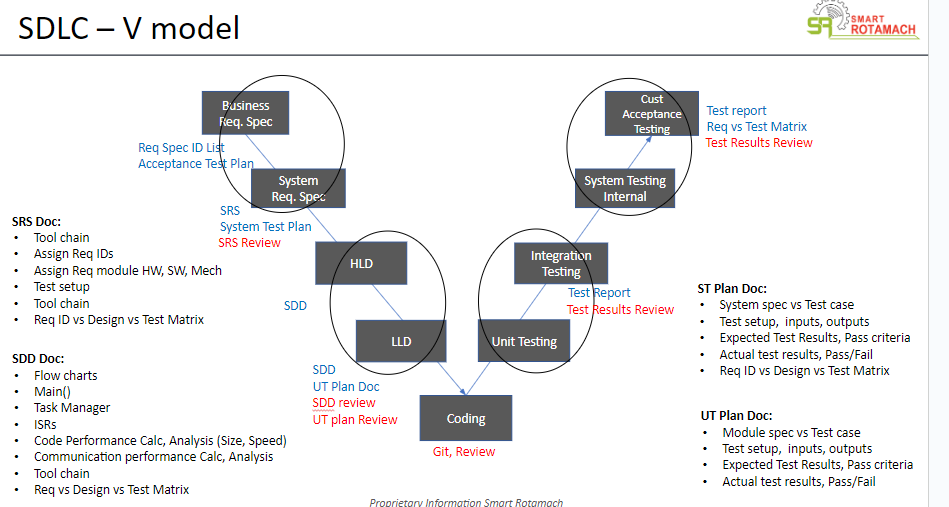 SDLC – V model
SR SMART
ROTAMACH
Business
Req. Spec
Req Spec ID List
Acceptance Test Plan
System
Req. Spec
SRS
System Test Plan
SRS Review
HLD
SDD
LLD
SDD
UT Plan Doc
SDD review
UT plan Review
Coding
Git, Review
Unit Testing
Integration
Testing
Test Report
Test Results Review
System Testing
Internal
Cust
Acceptance
Testing
Test report
Req vs Test Matrix
Test Results Review
SRS Doc:
• Tool chain
• Assign Req IDs
• Assign Req module HW, SW, Mech
• Test setup
• Tool chain
• Req ID vs Design vs Test Matrix
SDD Doc:
• Flow charts
• Main()
• Task Manager
• ISRs
• Code Performance Calc, Analysis (Size, Speed)
• Communication performance Calc, Analysis
• Tool chain
• Req vs Design vs Test Matrix
ST Plan Doc:
• System spec vs Test case
• Test setup, inputs, outputs
• Expected Test Results, Pass criteria
• Actual test results, Pass/Fail
• Req ID vs Design vs Test Matrix
UT Plan Doc:
• Module spec vs Test case
• Test setup, inputs, outputs
• Expected Test Results, Pass criteria
• Actual test results, Pass/Fail
Proprietary Information Smart Rotamach